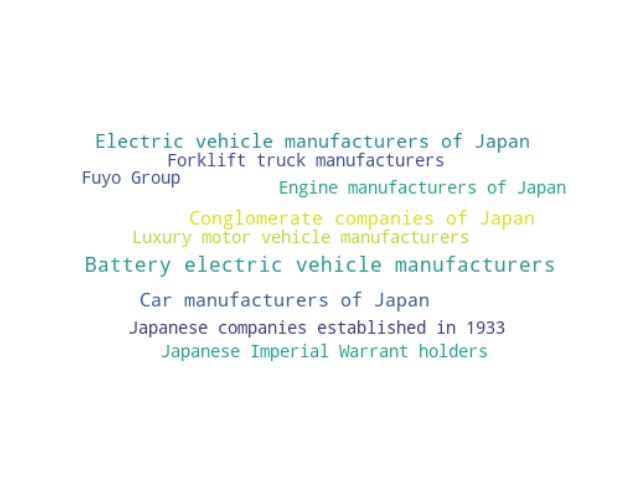 Electric vehicle manufacturers of Japan
Forklift truck manufacturers
Fuyo Group
Engine manufacturers of Japan
Conglomerate companies of Japan
Luxury motor vehicle manufacturers
Battery electric vehicle manufacturers
Car manufacturers of Japan
Japanese companies established in 1933
Japanese Imperial Warrant holders